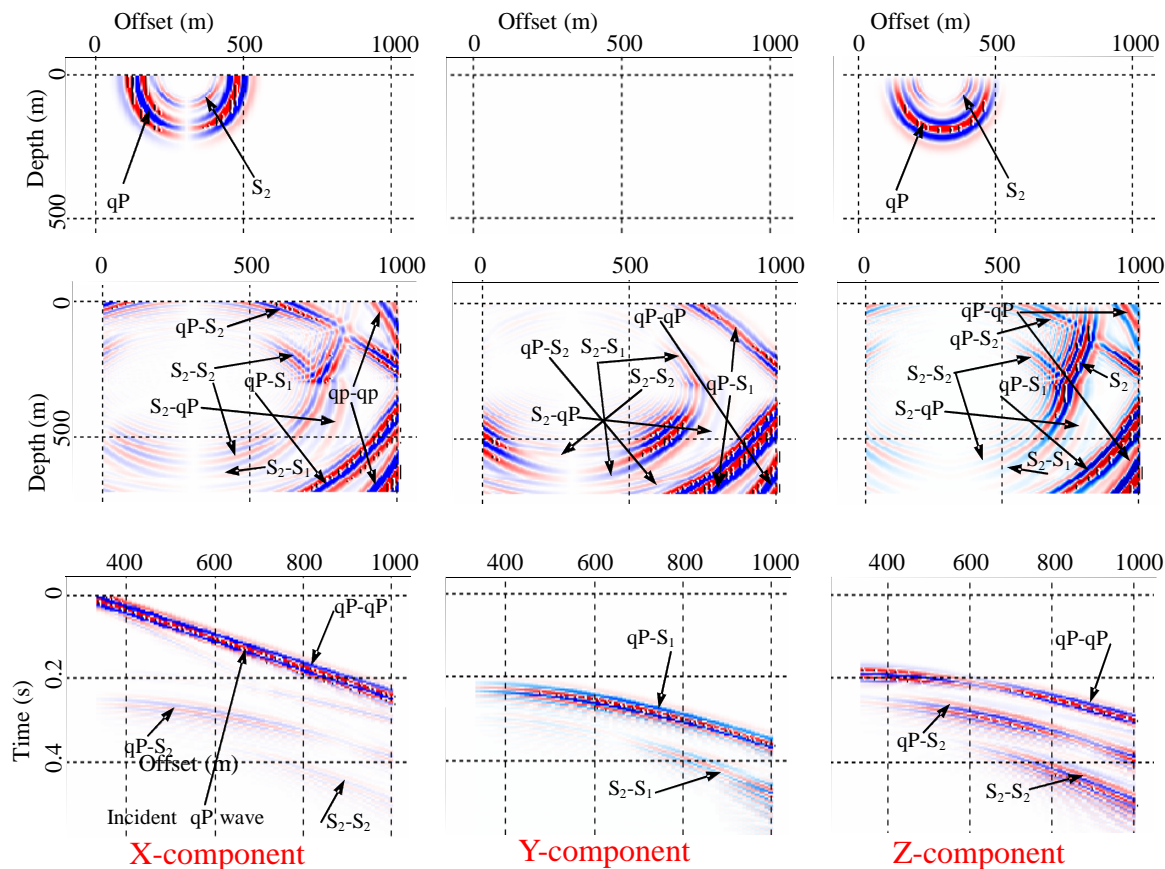 Offset (m) Offset (m) Offset (m)
0 500 1000 0 500 1000 0 500 1000
0
Depth (m)
500
qP S2 qP S2
0 500 1000 0 500 1000 0 500 1000
0
Depth (m)
500
qP-S2
S2-S2
qP-S1
S2-qP
qp-qp
S2-S1
qP-qP
qP-S2
S2-S1
S2-S2
qP-S1
S2-qP
qP-qP
qP-S2
S2-S2
qP-S1
S2
S2-qP
S2-S1
400 600 800 1000 400 600 800 1000 400 600 800 1000
0
0.2
0.4
Time (s)
qP-qP
qP-S2
Offset (m)
Incident qP wave
S2-S2
qP-S1
S2-S1
qP-qP
qP-S2
S2-S2
X-component Y-component Z-component